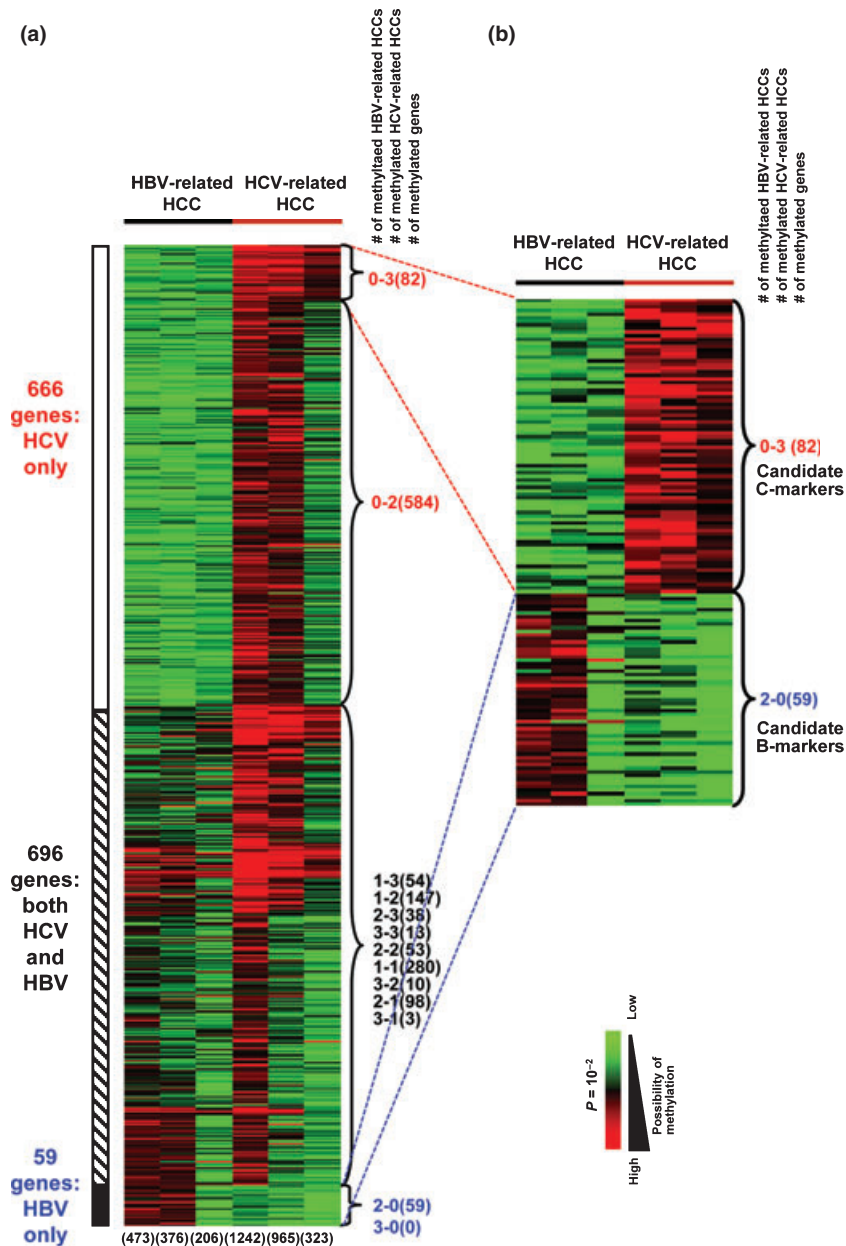 (a)
# of methyltaed HBV-related HCCs
# of methylated HCV-related HCCs
# of methylated genes
HBV-related
HCC
HCV-related
HCC
0-3(82)
666
genes:
HCV
only
0-2(584)
696
genes:
both
HCV
and
HBV
1-3(54)
1-2(147)
2-3(38)
3-3(13)
2-2(53)
1-1(280)
3-2(10)
2-1(98)
3-1(3)
59
genes:
HBV
only
2-0(59)
3-0(0)
(473)(376)(206)(1242)(965)(323)
(b)
# of methyltaed HBV-related HCCs
# of methylated HCV-related HCCs
# of methylated genes
HBV-related
HCC
HCV-related
HCC
0-3 (82)
Candidate
C-markers
2-0(59)
Candidate
B-markers
P = 10⁻²
Low
Possibility of
methylation
High